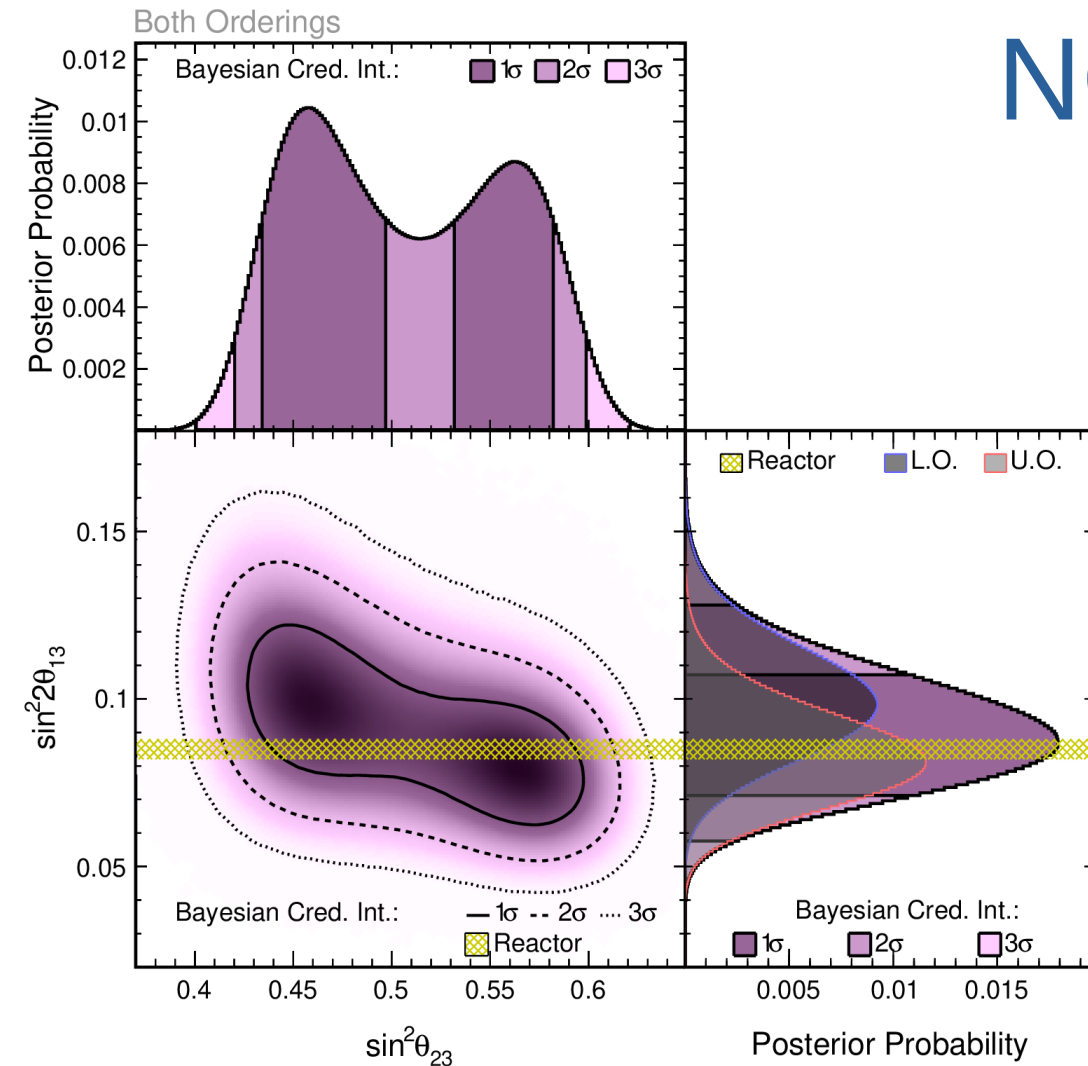 Both Orderings
Bayesian Cred. Int.: 1σ 2σ 3σ
Posterior Probability
0.012
0.01
0.008
0.006
0.004
0.002
Reactor L.O. U.O.
sin²2θ₁₃
0.15
0.1
0.05
Bayesian Cred. Int.: 1σ 2σ 3σ
Reactor
Bayesian Cred. Int.:
1σ 2σ 3σ
0.4 0.45 0.5 0.55 0.6
0.005 0.01 0.015
sin²θ₂₃
Posterior Probability